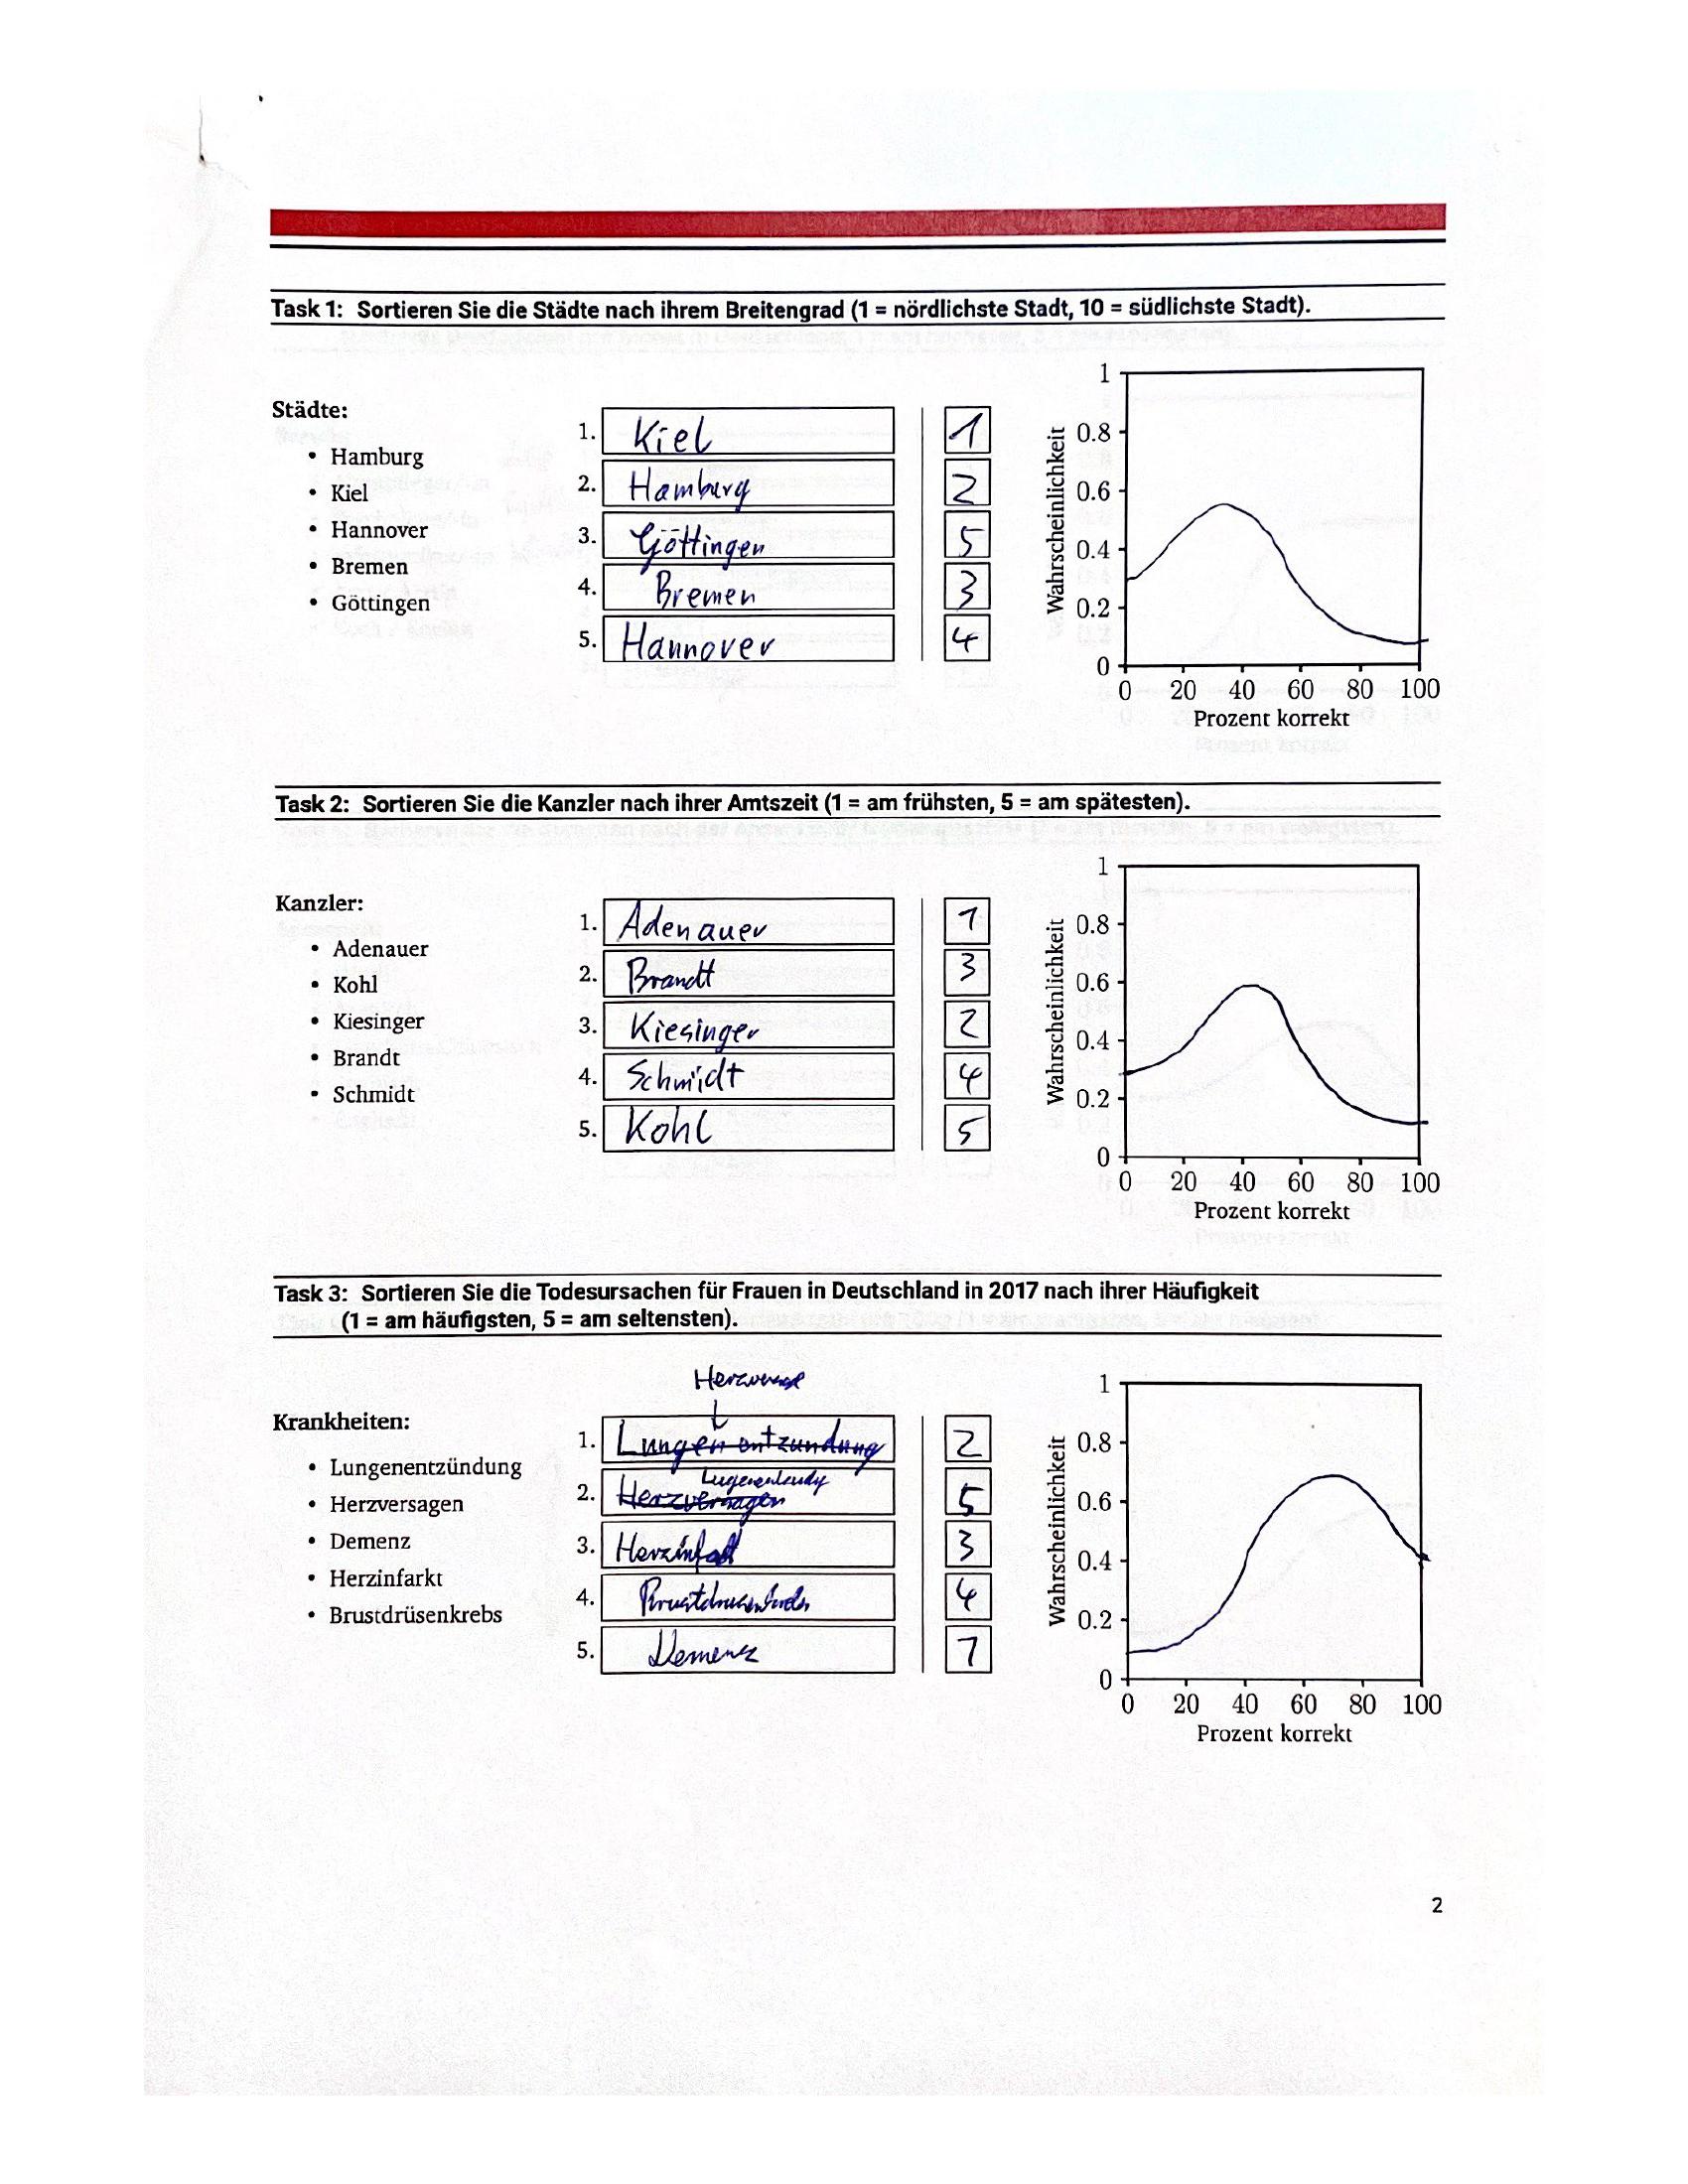 Task 1: Sortieren Sie die Städte nach ihrem Breitengrad (1 = nördlichste Stadt, 10 = südlichste Stadt).
Städte:
• Hamburg
• Kiel
• Hannover
• Bremen
• Göttingen
1. Kiel 1
2. Hamburg 2
3. Göttingen 5
4. Bremen 3
5. Hannover 4
Wahrscheinlichkeit
1
0.8
0.6
0.4
0.2
0
0 20 40 60 80 100
Prozent korrekt
Task 2: Sortieren Sie die Kanzler nach ihrer Amtszeit (1 = am frühsten, 5 = am spätesten).
Kanzler:
• Adenauer
• Kohl
• Kiesinger
• Brandt
• Schmidt
1. Adenauer 1
2. Brandt 3
3. Kiesinger 2
4. Schmidt 4
5. Kohl 5
Wahrscheinlichkeit
1
0.8
0.6
0.4
0.2
0
0 20 40 60 80 100
Prozent korrekt
Task 3: Sortieren Sie die Todesursachen für Frauen in Deutschland in 2017 nach ihrer Häufigkeit
(1 = am häufigsten, 5 = am seltensten).
Krankheiten:
• Lungenentzündung
• Herzversagen
• Demenz
• Herzinfarkt
• Brustdrüsenkrebs
1. Lungenentzundung 2
2. Herzversagen 5
3. 3
4. 4
5. Demenz 1
Wahrscheinlichkeit
1
0.8
0.6
0.4
0.2
0
0 20 40 60 80 100
Prozent korrekt
2